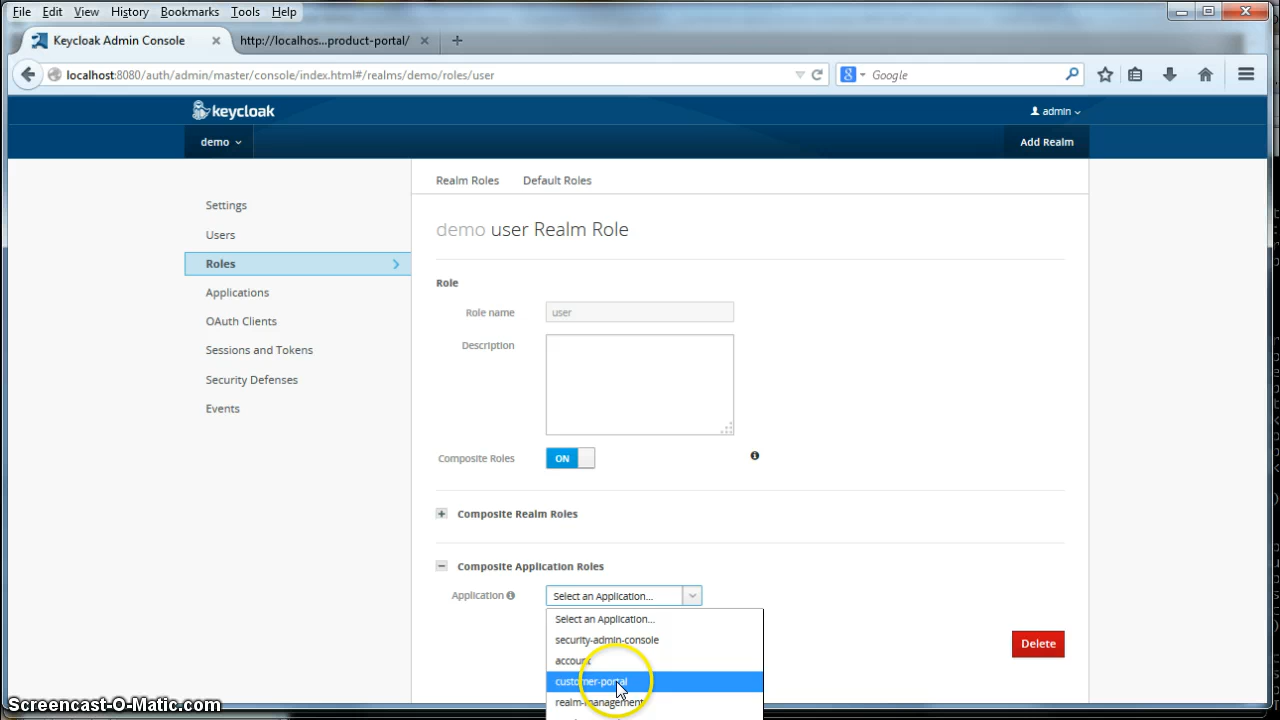 File Edit View History Bookmarks Tools Help
Keycloak Admin Console
http://localhos...product-portal/
localhost:8080/auth/admin/master/console/index.html#/realms/demo/roles/user
Google
keycloak
admin
demo
Add Realm
Realm Roles
Default Roles
Settings
Users
Roles
Applications
OAuth Clients
Sessions and Tokens
Security Defenses
Events
demo user Realm Role
Role
Role name
user
Description
Composite Roles
ON
Composite Realm Roles
Composite Application Roles
Application
Select an Application...
Select an Application...
security-admin-console
account
customer-portal
realm-management
Delete
Screencast-O-Matic.com